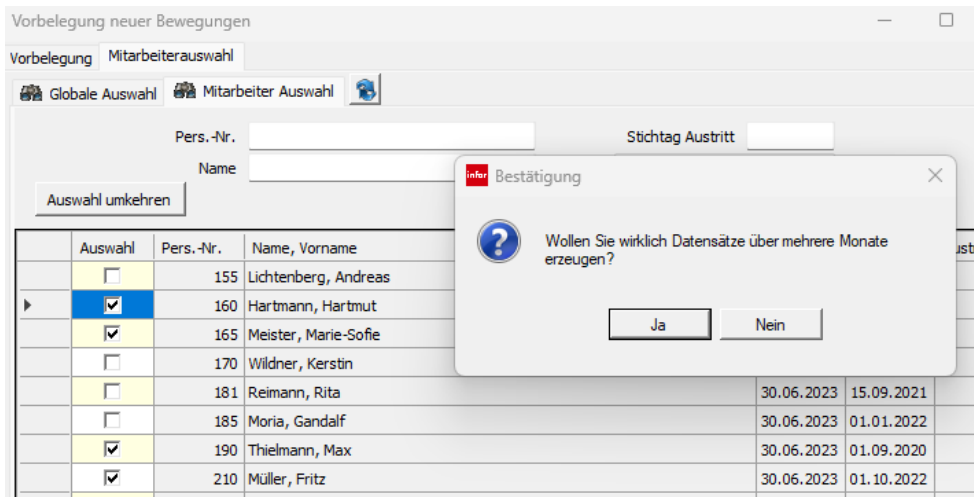 Vorbelegung neuer Bewegungen
Vorbelegung Mitarbeiterauswahl
Globale Auswahl Mitarbeiter Auswahl
Pers.-Nr. Stichtag Austritt
Name
infor Bestätigung
Auswahl umkehren
Wollen Sie wirklich Datensätze über mehrere Monate
erzeugen?
Ja Nein
Auswahl Pers.-Nr. Name, Vorname
155 Lichtenberg, Andreas
160 Hartmann, Hartmut
165 Meister, Marie-Sofie
170 Wildner, Kerstin
181 Reimann, Rita 30.06.2023 15.09.2021
185 Moria, Gandalf 30.06.2023 01.01.2022
190 Thielmann, Max 30.06.2023 01.09.2020
210 Müller, Fritz 30.06.2023 01.10.2022